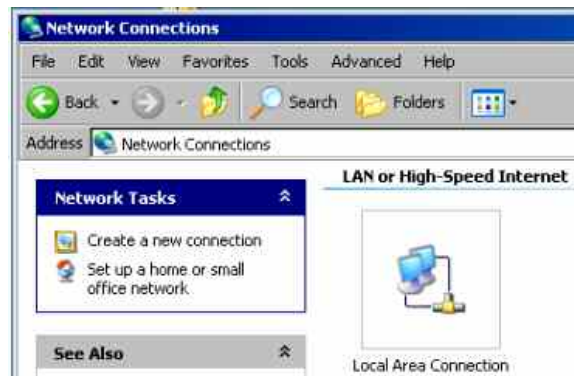 Network Connections
File Edit View Favorites Tools Advanced Help
Back Search Folders
Address Network Connections
LAN or High-Speed Internet
Network Tasks
Create a new connection
Set up a home or small
office network
See Also
Local Area Connection